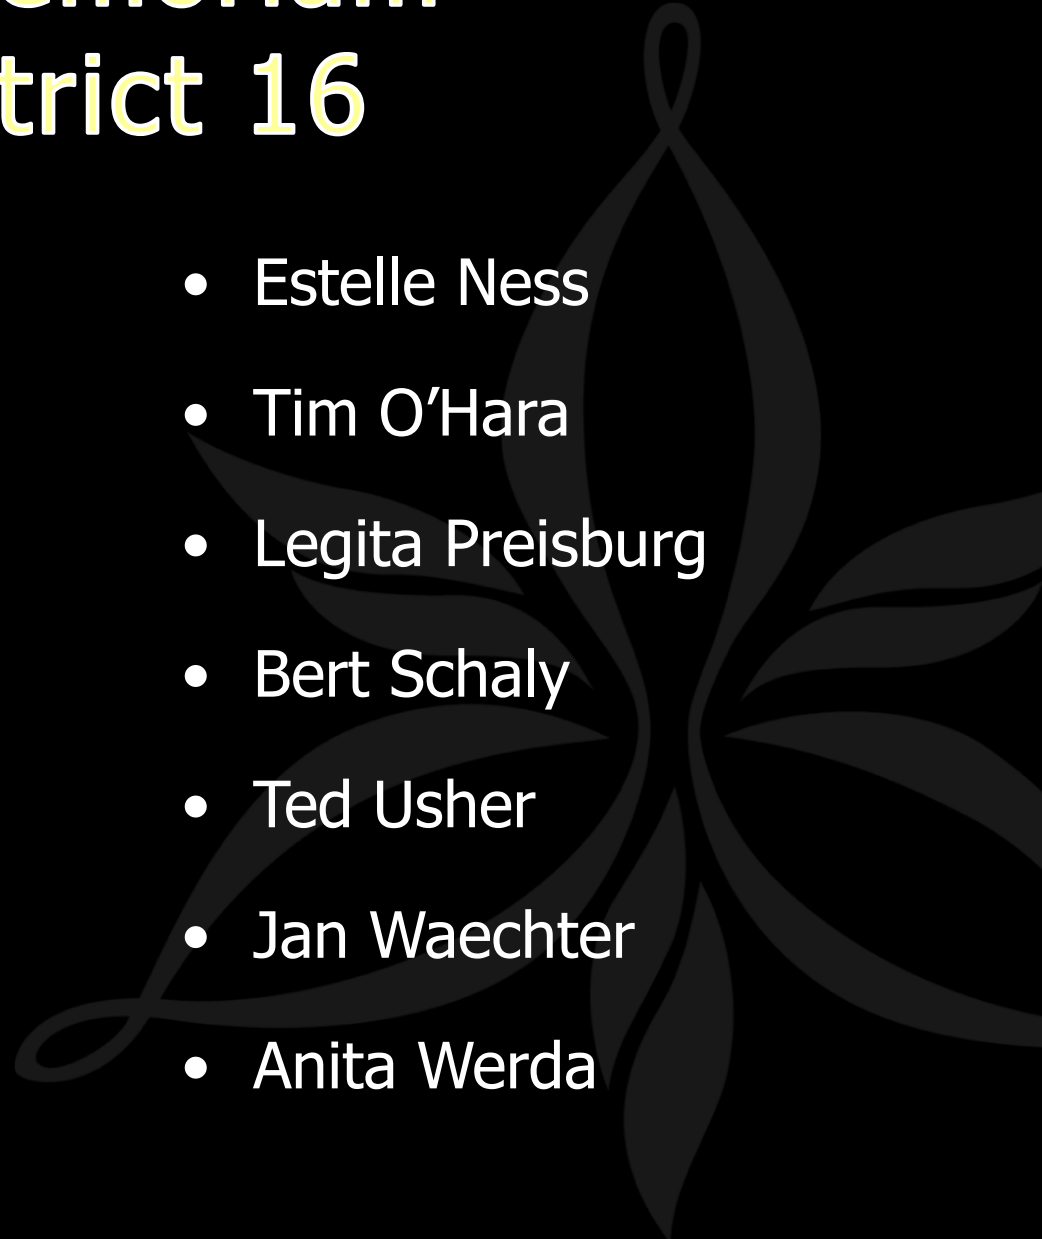 trict 16
• Estelle Ness
• Tim O’Hara
• Legita Preisburg
• Bert Schaly
• Ted Usher
• Jan Waechter
• Anita Werda